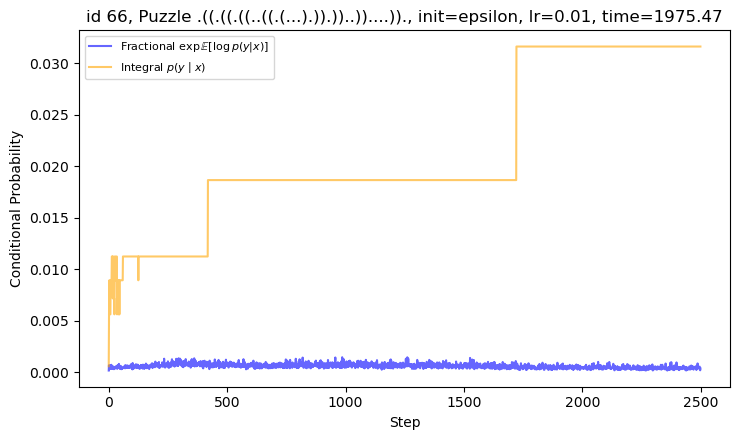 id 66, Puzzle .((.((.((..((.(...).)).))..))....))., init=epsilon, lr=0.01, time=1975.47
Fractional exp𝔼[log p(y|x)]
Integral p(y | x)
Conditional Probability
0.030
0.025
0.020
0.015
0.010
0.005
0.000
0 500 1000 1500 2000 2500
Step